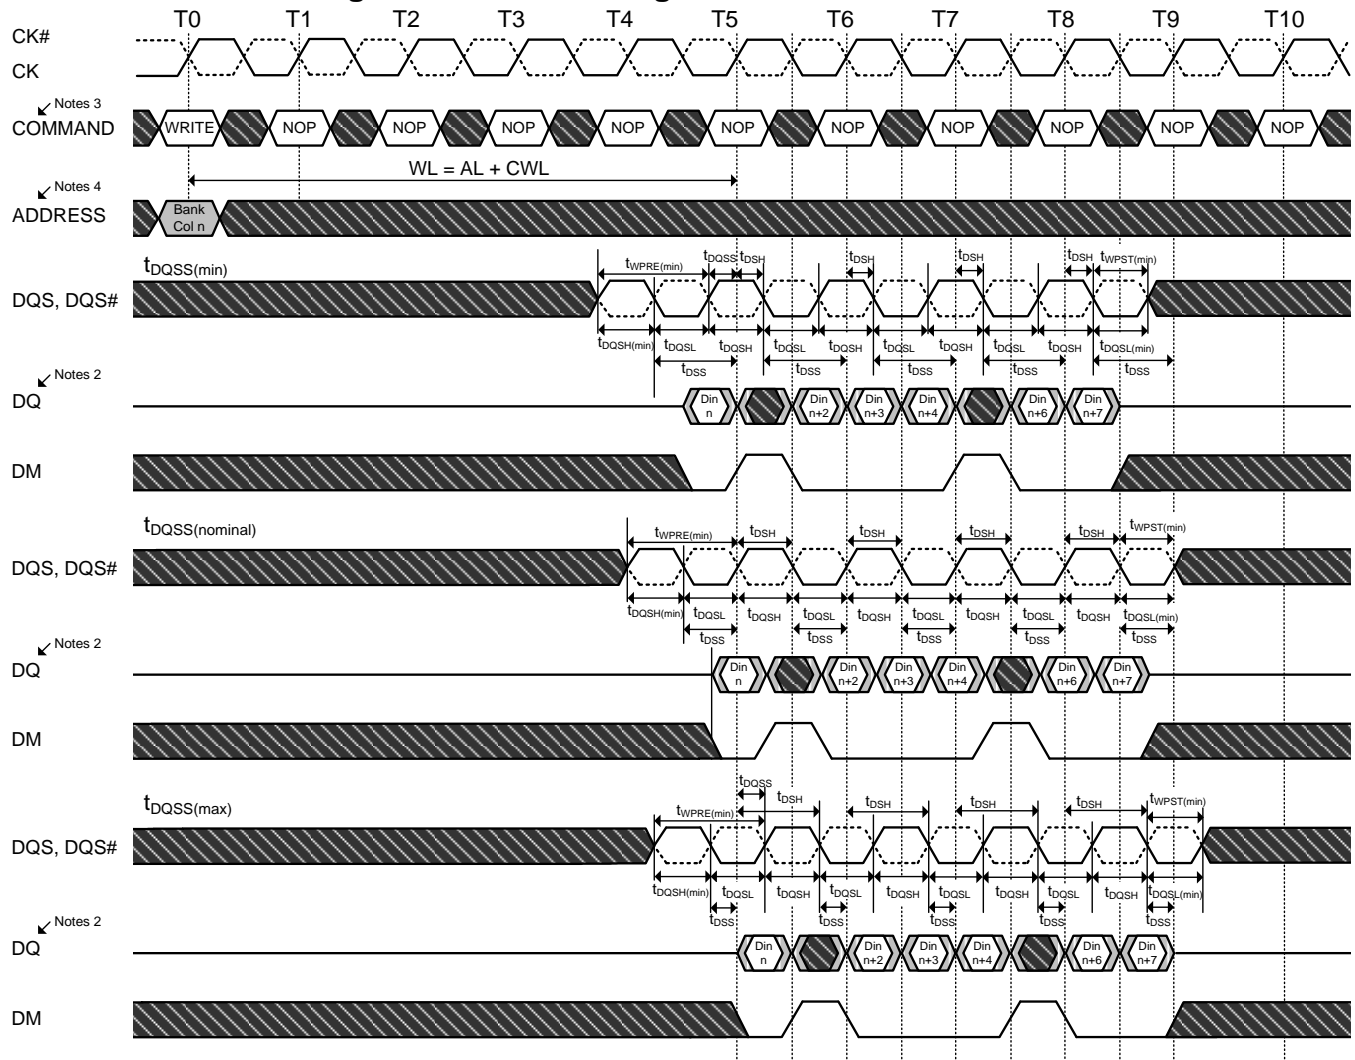 T0 T1 T2 T3 T4 T5 T6 T7 T8 T9 T10
CK#
CK
Notes 3
COMMAND WRITE NOP NOP NOP NOP NOP NOP NOP NOP NOP NOP
WL = AL + CWL
Notes 4
ADDRESS
Bank
Col n
tDQSS(min)
tWPRE(min) tDQSS tDSH tDSH tDSH tDSH tWPST(min)
DQS, DQS#
tDQSH(min) tDQSL tDQSH tDQSL tDQSH tDQSL tDQSH tDQSL tDQSH tDQSL(min)
tDSS tDSS tDSS tDSS tDSS
Notes 2
DQ
Din n Din n+2 Din n+3 Din n+4 Din n+6 Din n+7
DM
tDQSS(nominal)
tWPRE(min) tDSH tDSH tDSH tDSH tWPST(min)
DQS, DQS#
tDQSH(min) tDQSL tDQSH tDQSL tDQSH tDQSL tDQSH tDQSL tDQSH tDQSL(min)
tDSS tDSS tDSS tDSS tDSS
Notes 2
DQ
Din n Din n+2 Din n+3 Din n+4 Din n+6 Din n+7
DM
tDQSS(max)
tDQSS
tWPRE(min) tDSH tDSH tDSH tDSH tWPST(min)
DQS, DQS#
tDQSH(min) tDQSL tDQSH tDQSL tDQSH tDQSL tDQSH tDQSL tDQSH tDQSL(min)
tDSS tDSS tDSS tDSS tDSS
Notes 2
DQ
Din n Din n+2 Din n+3 Din n+4 Din n+6 Din n+7
DM